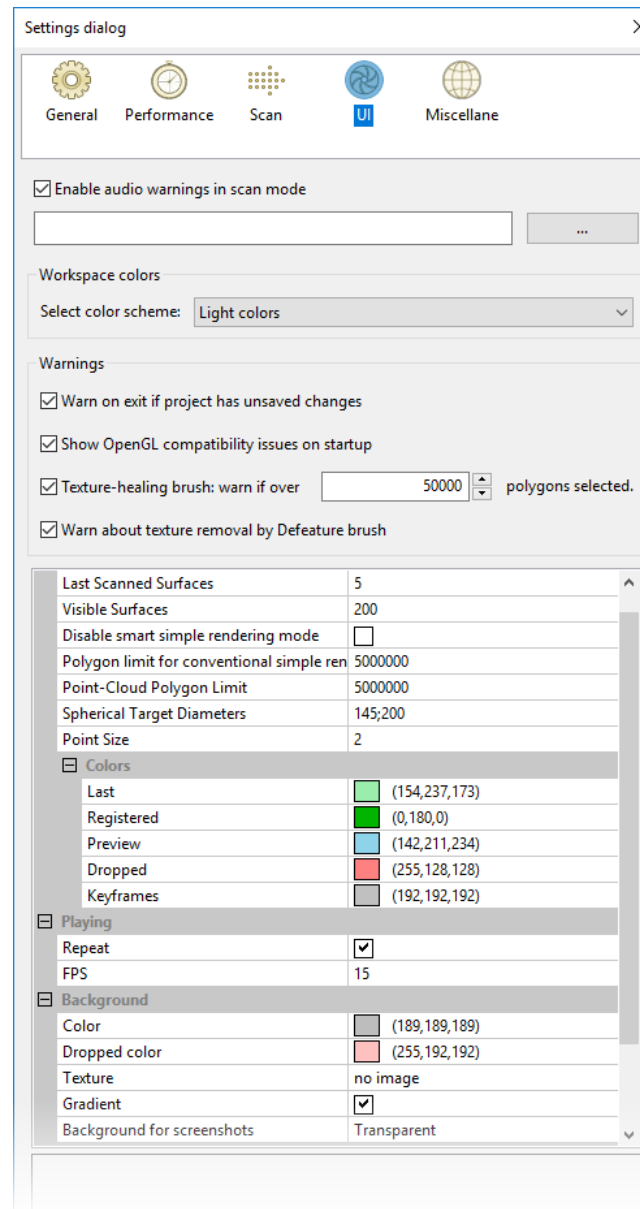 Settings dialog
General Performance Scan UI Miscellane
Enable audio warnings in scan mode
...
Workspace colors
Select color scheme: Light colors
Warnings
Warn on exit if project has unsaved changes
Show OpenGL compatibility issues on startup
Texture-healing brush: warn if over 50000 polygons selected.
Warn about texture removal by Defeature brush
Last Scanned Surfaces 5
Visible Surfaces 200
Disable smart simple rendering mode
Polygon limit for conventional simple ren 5000000
Point-Cloud Polygon Limit 5000000
Spherical Target Diameters 145;200
Point Size 2
Colors
Last (154,237,173)
Registered (0,180,0)
Preview (142,211,234)
Dropped (255,128,128)
Keyframes (192,192,192)
Playing
Repeat
FPS 15
Background
Color (189,189,189)
Dropped color (255,192,192)
Texture no image
Gradient
Background for screenshots Transparent